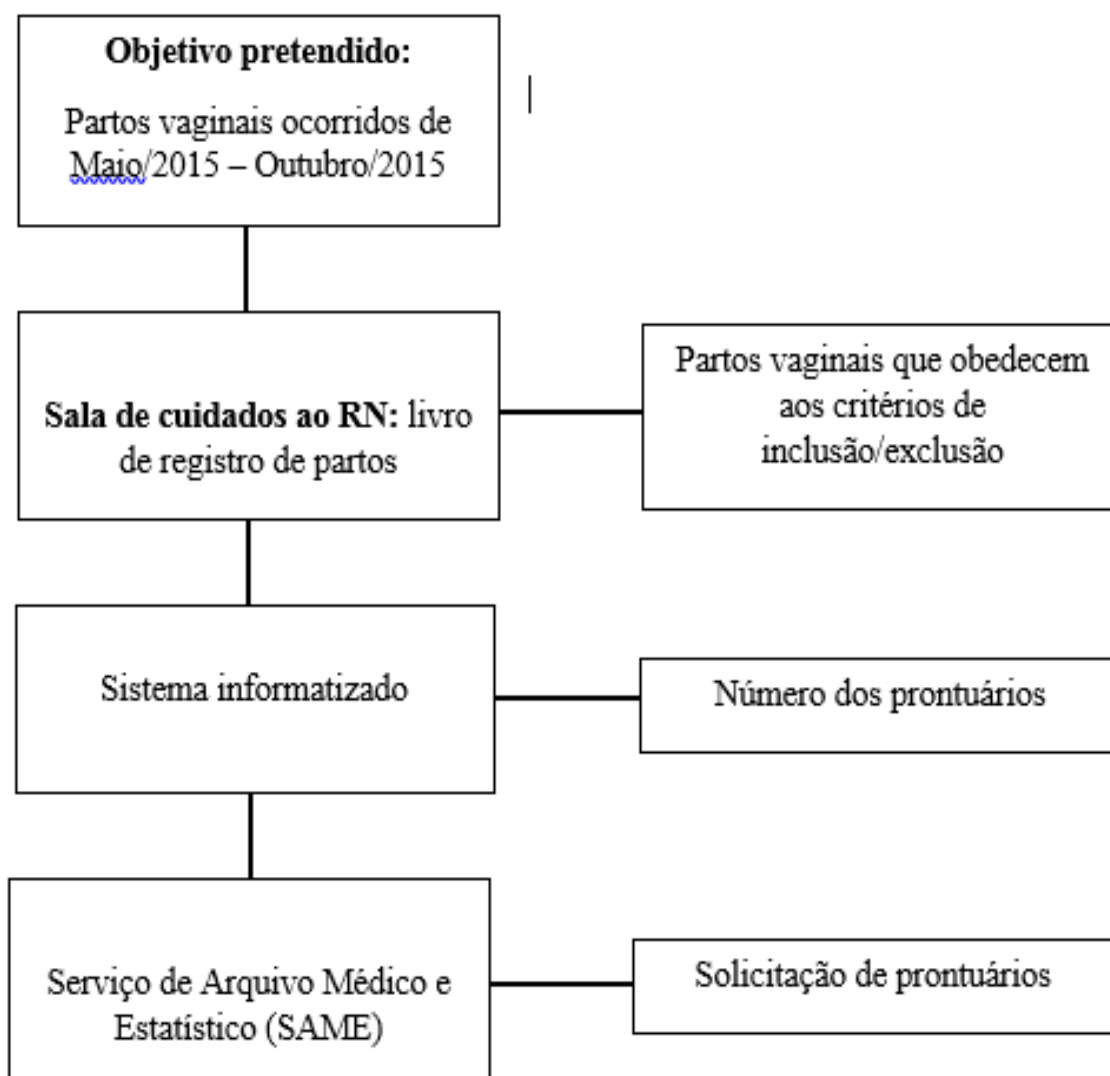 Objetivo pretendido:
Partos vaginais ocorridos de
Maio/2015 – Outubro/2015
Sala de cuidados ao RN: livro
de registro de partos
Partos vaginais que obedecem
aos critérios de
inclusão/exclusão
Sistema informatizado
Número dos prontuários
Serviço de Arquivo Médico e
Estatístico (SAME)
Solicitação de prontuários